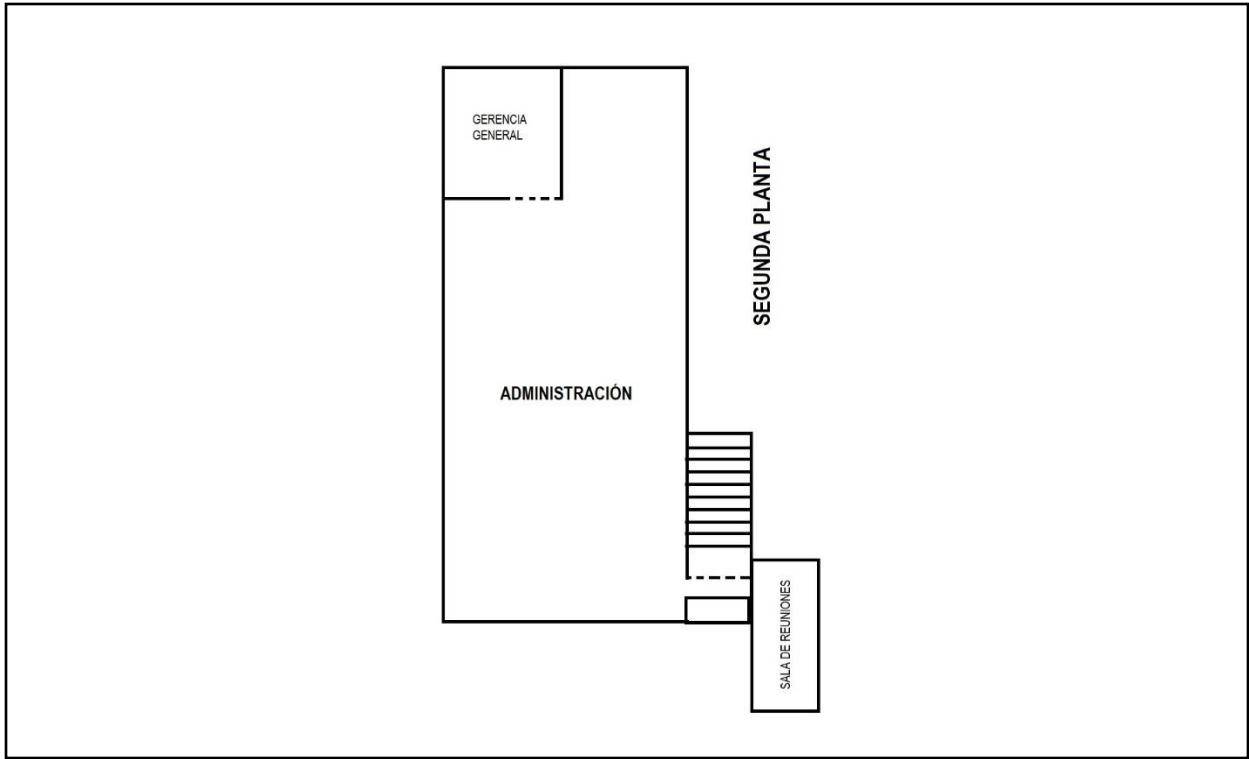 GERENCIA
GENERAL
SEGUNDA PLANTA
ADMINISTRACIÓN
SALA DE REUNIONES